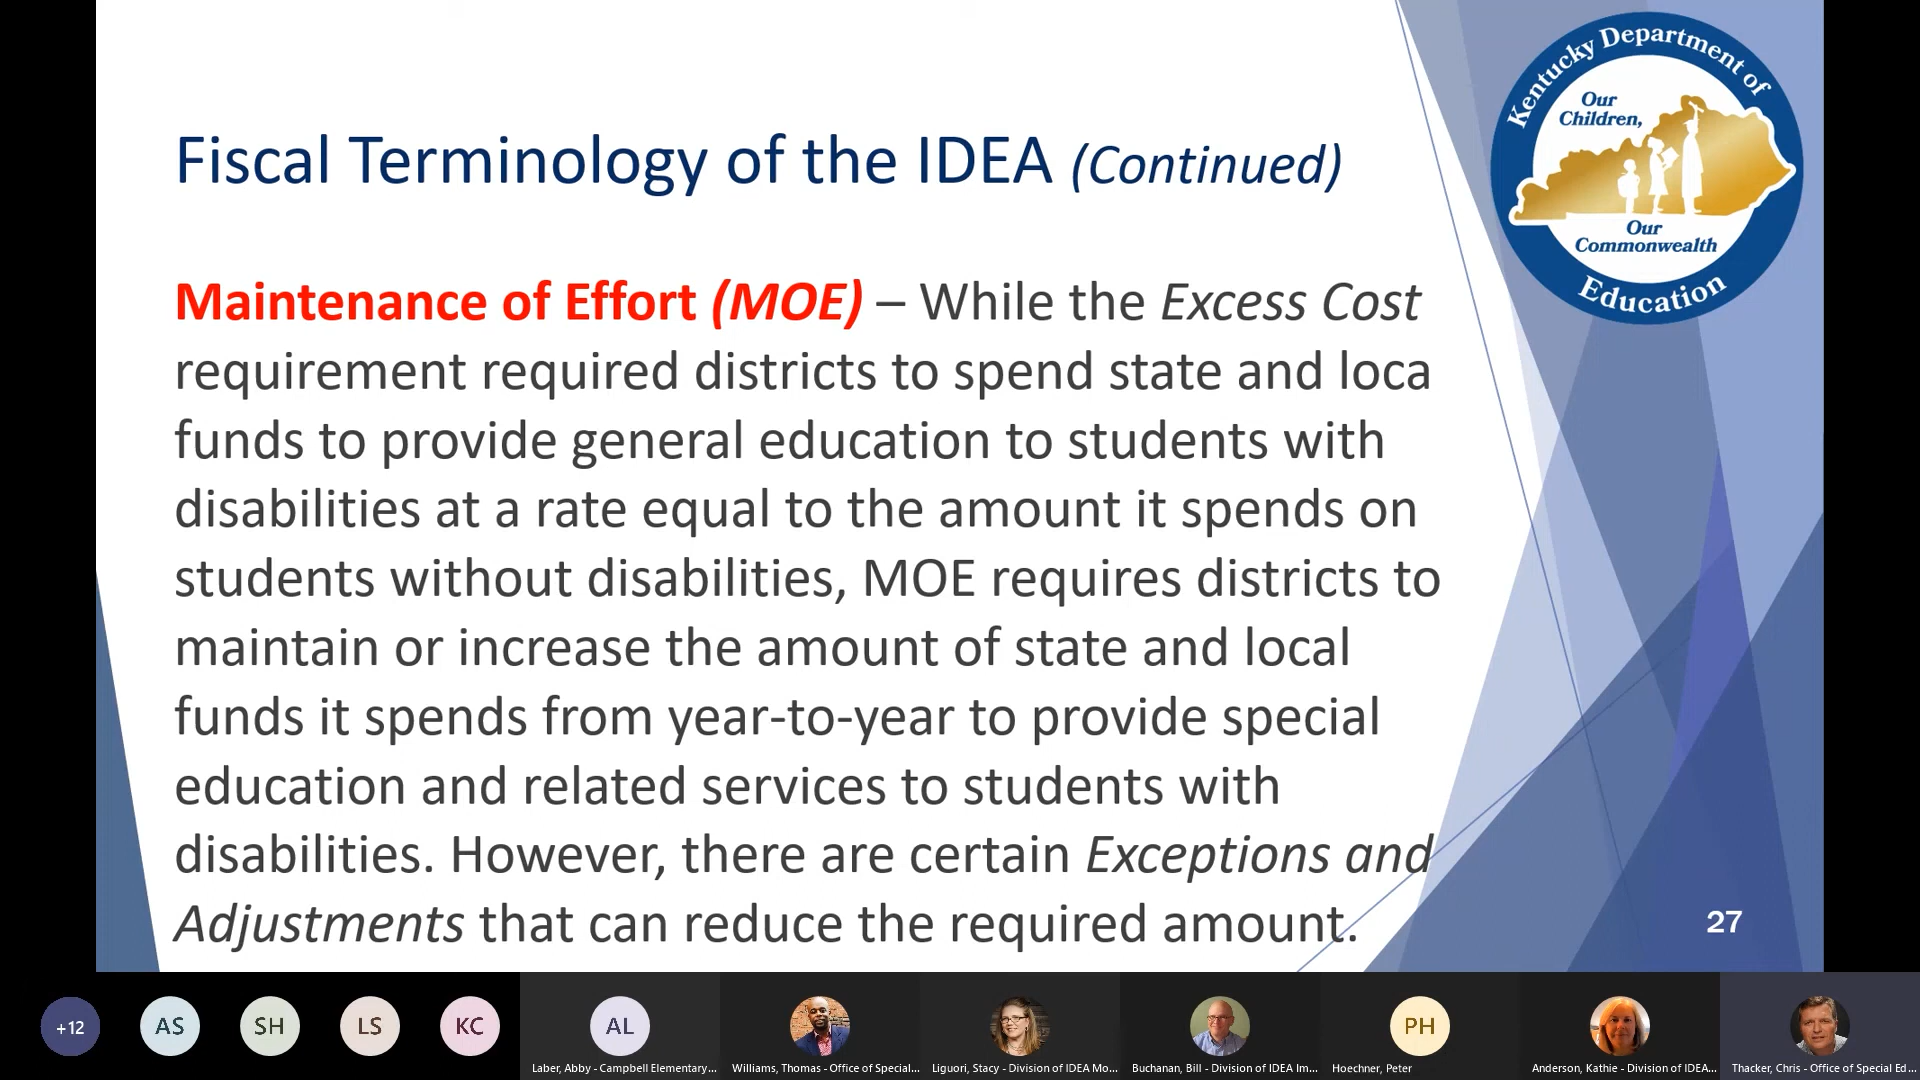 Kentucky Department of
Our
Children,
Our
Commonwealth
Education
Fiscal Terminology of the IDEA (Continued)
Maintenance of Effort (MOE) – While the Excess Cost
requirement required districts to spend state and loca
funds to provide general education to students with
disabilities at a rate equal to the amount it spends on
students without disabilities, MOE requires districts to
maintain or increase the amount of state and local
funds it spends from year-to-year to provide special
education and related services to students with
disabilities. However, there are certain Exceptions and
Adjustments that can reduce the required amount.
27
+12
AS
SH
LS
KC
AL
PH
Laber, Abby - Campbell Elementary...
Williams, Thomas - Office of Special...
Liguori, Stacy - Division of IDEA Mo...
Buchanan, Bill - Division of IDEA Im...
Hoechner, Peter
Anderson, Kathie - Division of IDEA...
Thacker, Chris - Office of Special Ed...